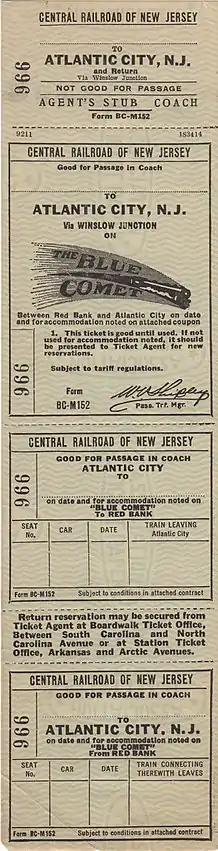 CENTRAL RAILROAD OF NEW JERSEY
TO
ATLANTIC CITY, N.J.
and Return
Via Winslow Junction
NOT GOOD FOR PASSAGE
AGENT'S STUB COACH
Form BC-M152
966
9211 183414
CENTRAL RAILROAD OF NEW JERSEY
Good for Passage in Coach
TO
ATLANTIC CITY, N.J.
Via WINSLOW JUNCTION
ON
THE BLUE
COMET
Between Red Bank and Atlantic City on date
and for accommodation noted on attached coupon
1. This ticket is good until used. If not
used for accommodation noted, it should
be presented to Ticket Agent for new
reservations.
Subject to tariff regulations.
966
Form
BC-M152
Pass. Trf. Mgr.
CENTRAL RAILROAD OF NEW JERSEY
GOOD FOR PASSAGE IN COACH
ATLANTIC CITY
TO
966
on date and for accommodation noted on
"BLUE COMET"
To RED BANK
SEAT No. CAR DATE TRAIN LEAVING Atlantic City
Form BC-M152 Subject to conditions in attached contract
Return reservation may be secured from
Ticket Agent at Boardwalk Ticket Office,
Between South Carolina and North
Carolina Avenue or at Station Ticket
Office, Arkansas and Arctic Avenues.
CENTRAL RAILROAD OF NEW JERSEY
GOOD FOR PASSAGE IN COACH
TO
ATLANTIC CITY, N.J.
966
on date and for accommodation noted on
"BLUE COMET"
From RED BANK
SEAT No. CAR DATE TRAIN CONNECTING THEREWITH LEAVES
Form BC-M152 Subject to conditions in attached contract